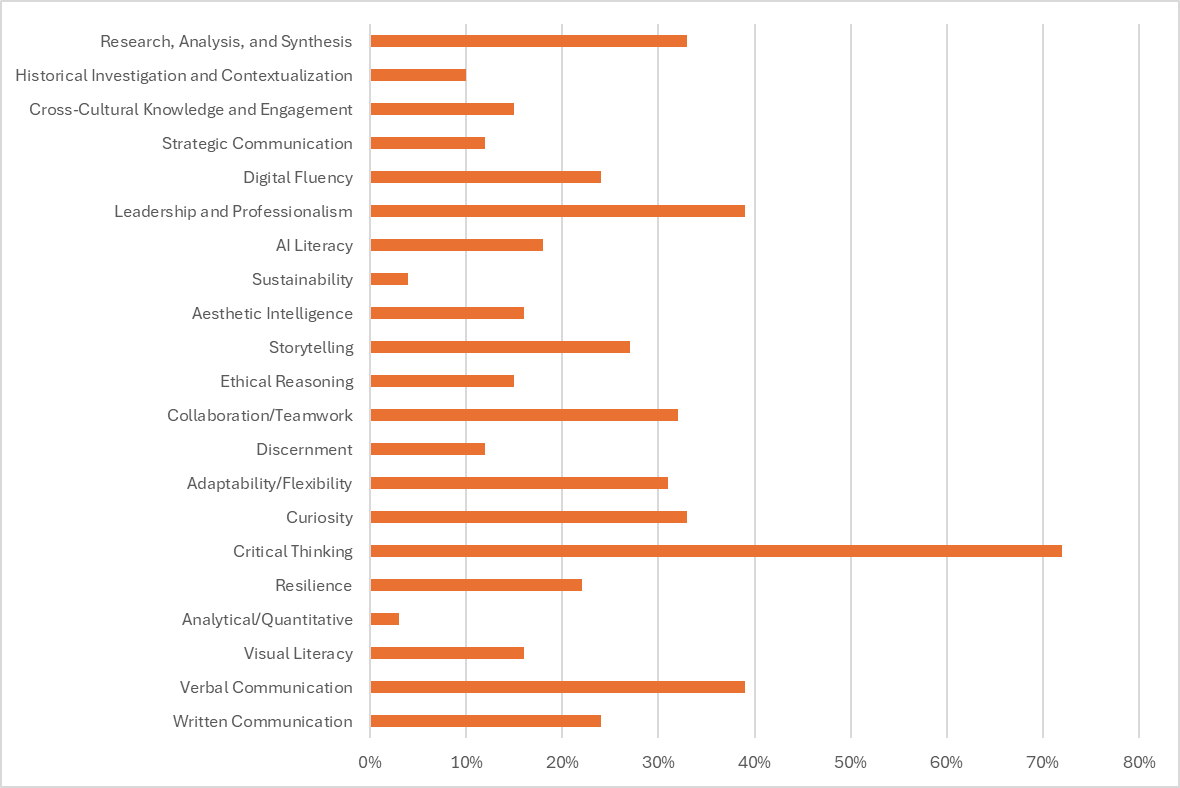 Research, Analysis, and Synthesis
Historical Investigation and Contextualization
Cross-Cultural Knowledge and Engagement
Strategic Communication
Digital Fluency
Leadership and Professionalism
AI Literacy
Sustainability
Aesthetic Intelligence
Storytelling
Ethical Reasoning
Collaboration/Teamwork
Discernment
Adaptability/Flexibility
Curiosity
Critical Thinking
Resilience
Analytical/Quantitative
Visual Literacy
Verbal Communication
Written Communication
0% 10% 20% 30% 40% 50% 60% 70% 80%